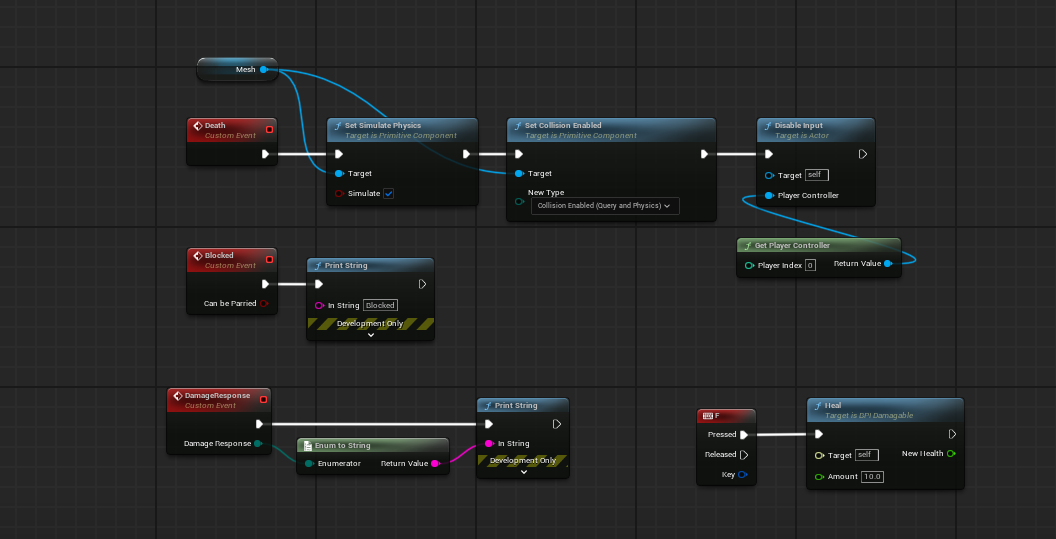 Mesh
Death
Custom Event
Set Simulate Physics
Target is Primitive Component
Target
Simulate
Set Collision Enabled
Target is Primitive Component
Target
New Type
Collision Enabled (Query and Physics)
Disable Input
Target is Actor
Target self
Player Controller
Get Player Controller
Player Index 0 Return Value
Blocked
Custom Event
Can be Parried
Print String
In String Blocked
Development Only
DamageResponse
Custom Event
Damage Response
Enum to String
Enumerator Return Value
Print String
In String
Development Only
F
Pressed
Released
Key
Heal
Target is BPI Damagable
Target self New Health
Amount 10.0